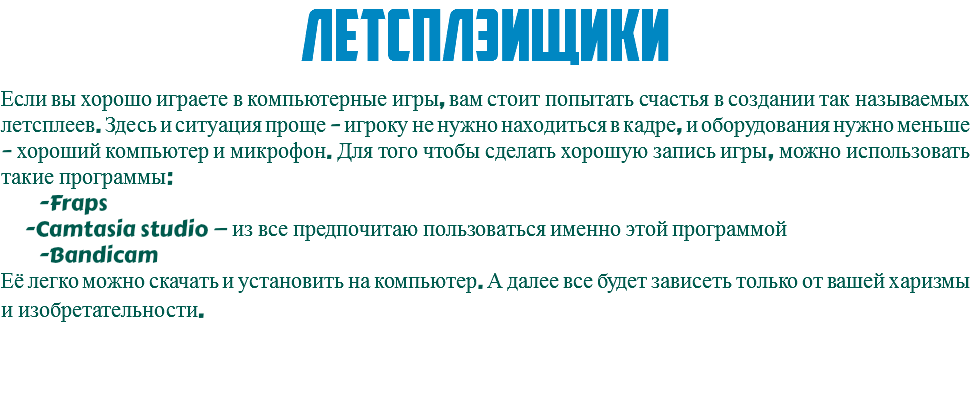 ЛЕТСПЛЭИЩИКИ
Если вы хорошо играете в компьютерные игры, вам стоит попытать счастья в создании так называемых
летсплеев. Здесь и ситуация проще – игроку не нужно находиться в кадре, и оборудования нужно меньше
– хороший компьютер и микрофон. Для того чтобы сделать хорошую запись игры, можно использовать
такие программы:
-Fraps
-Camtasia studio – из все предпочитаю пользоваться именно этой программой
-Bandicam
Её легко можно скачать и установить на компьютер. А далее все будет зависеть только от вашей харизмы
и изобретательности.